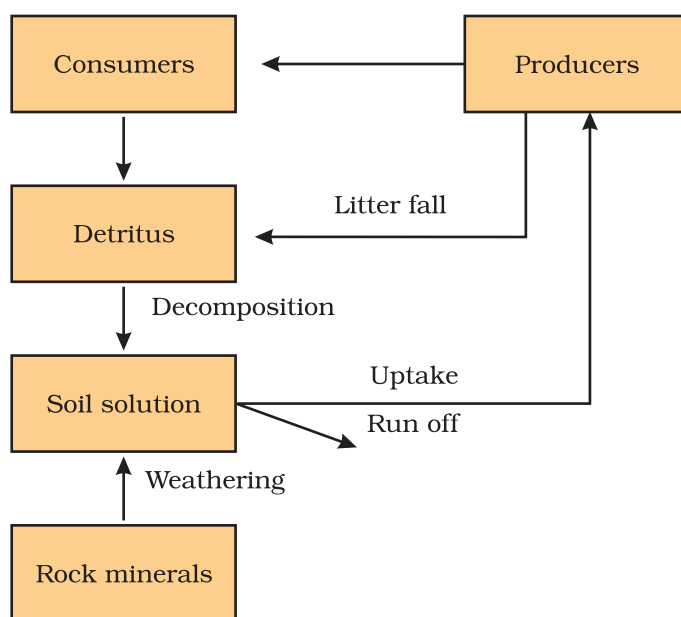 Consumers
Producers
Litter fall
Detritus
Decomposition
Uptake
Soil solution
Run off
Weathering
Rock minerals